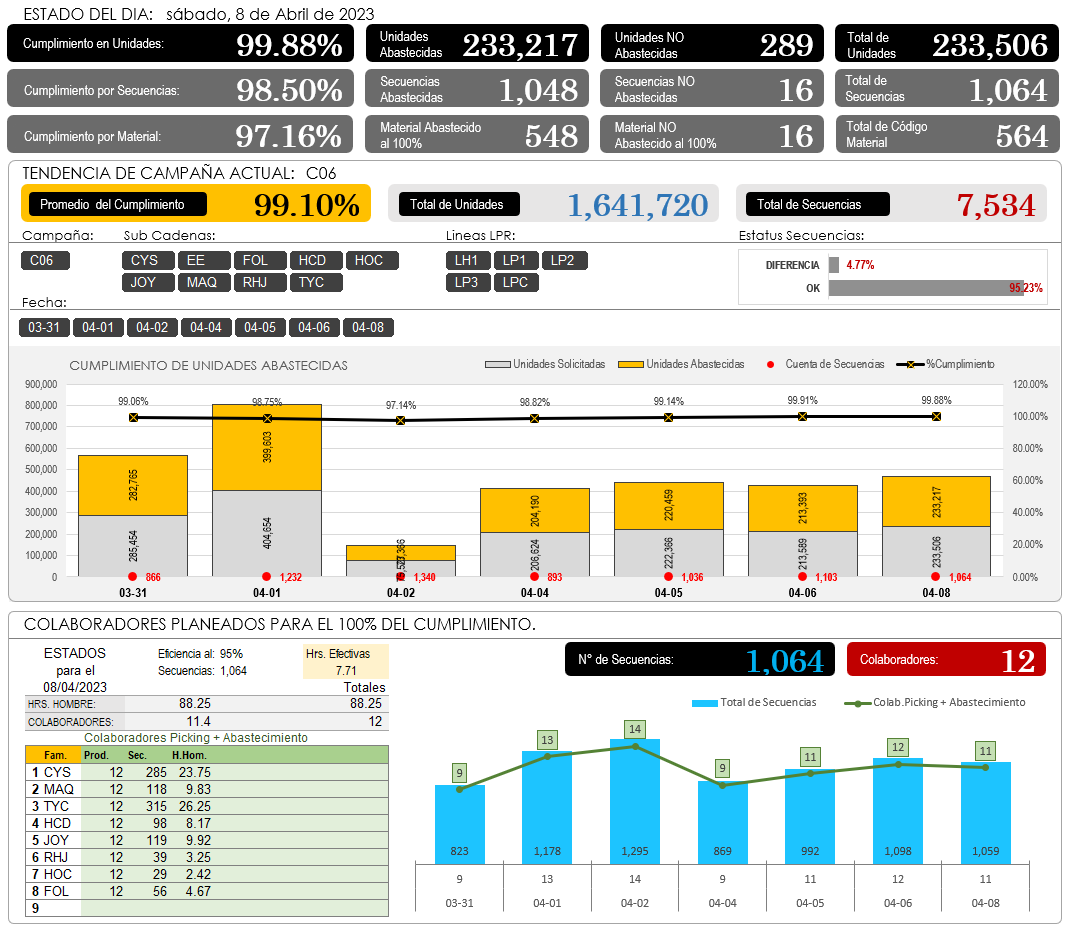 ESTADO DEL DIA: sábado, 8 de Abril de 2023
Cumplimiento en Unidades: 99.88%
Unidades Abastecidas 233,217
Unidades NO Abastecidas 289
Total de Unidades 233,506
Cumplimiento por Secuencias: 98.50%
Secuencias Abastecidas 1,048
Secuencias NO Abastecidas 16
Total de Secuencias 1,064
Cumplimiento por Material: 97.16%
Material Abastecido al 100% 548
Material NO Abastecido al 100% 16
Total de Código Material 564
TENDENCIA DE CAMPAÑA ACTUAL: C06
Promedio del Cumplimiento 99.10%
Total de Unidades 1,641,720
Total de Secuencias 7,534
Campaña: Sub Cadenas: Lineas LPR: Estatus Secuencias:
C06 CYS EE FOL HCD HOC LH1 LP1 LP2
JOY MAQ RHJ TYC LP3 LPC
DIFERENCIA 4.77%
OK 95.23%
Fecha:
03-31 04-01 04-02 04-04 04-05 04-06 04-08
CUMPLIMIENTO DE UNIDADES ABASTECIDAS
Unidades Solicitadas Unidades Abastecidas Cuenta de Secuencias %Cumplimiento
900,000 120.00%
800,000
700,000 100.00%
600,000 80.00%
500,000 60.00%
400,000
300,000 40.00%
200,000 20.00%
100,000
0 0.00%
99.06% 98.75% 97.14% 98.82% 99.14% 99.91% 99.88%
282,765 399,603 204,190 220,459 213,393 233,217
285,454 404,654 206,624 222,366 213,589 233,506
866 1,232 1,340 893 1,036 1,103 1,064
03-31 04-01 04-02 04-04 04-05 04-06 04-08
COLABORADORES PLANEADOS PARA EL 100% DEL CUMPLIMIENTO.
ESTADOS para el 08/04/2023
Eficiencia al: 95%
Secuencias: 1,064
Hrs. Efectivas
7.71
Totales
HRS. HOMBRE: 88.25 88.25
COLABORADORES: 11.4 12
Colaboradores Picking + Abastecimiento
Fam. Prod. Sec. H.Hom.
1 CYS 12 285 23.75
2 MAQ 12 118 9.83
3 TYC 12 315 26.25
4 HCD 12 98 8.17
5 JOY 12 119 9.92
6 RHJ 12 39 3.25
7 HOC 12 29 2.42
8 FOL 12 56 4.67
9
N° de Secuencias: 1,064
Colaboradores: 12
Total de Secuencias Colab.Picking + Abastecimiento
9 13 14 9 11 12 11
823 1,178 1,295 869 992 1,098 1,059
9 13 14 9 11 12 11
03-31 04-01 04-02 04-04 04-05 04-06 04-08